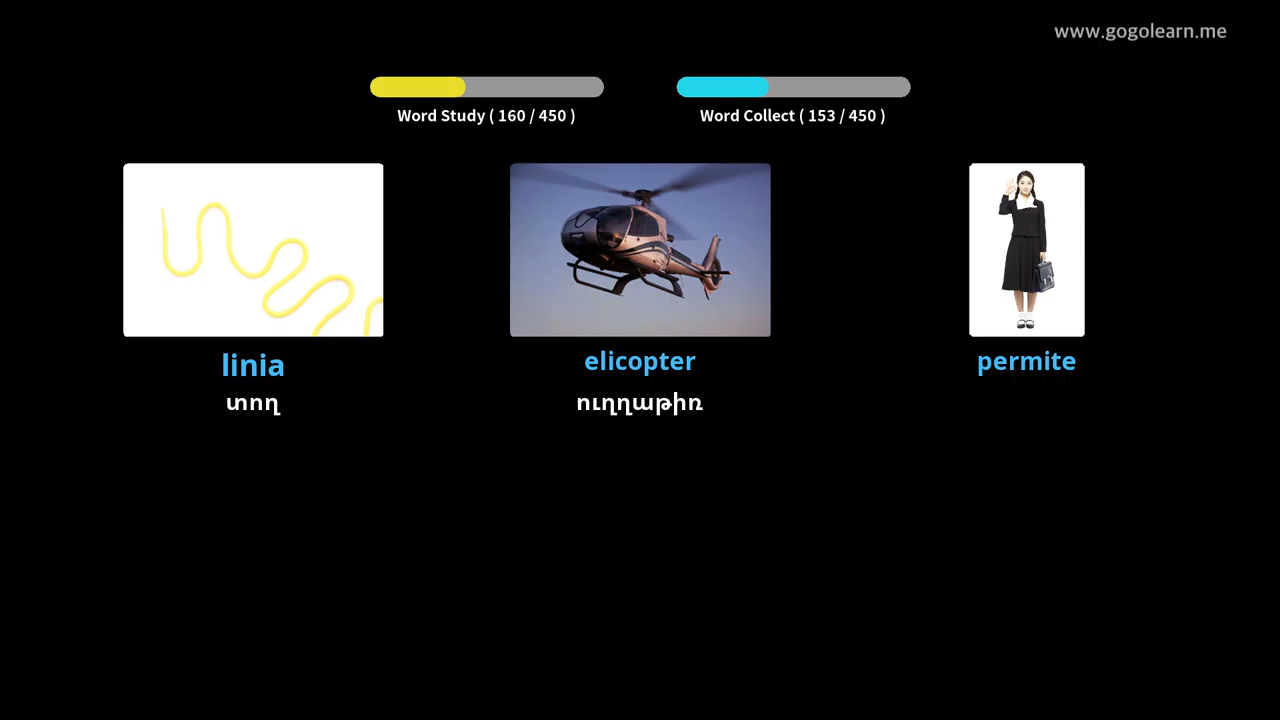 www.gogolearn.me
Word Study ( 160 / 450 )
Word Collect ( 153 / 450 )
linia
elicopter
permite
տող
ուղղաթիռ